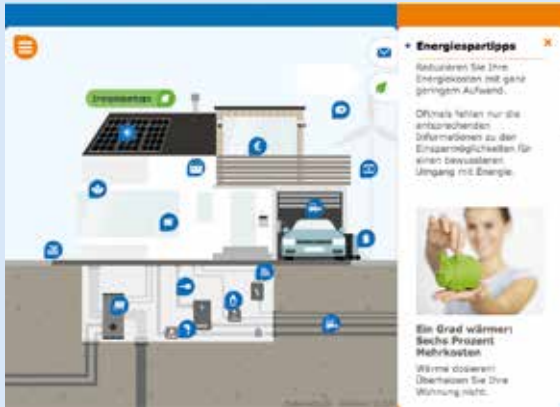 Energiespartipps
Reduzieren Sie Ihre
Energiekosten mit ganz
geringem Aufwand.
Oftmals fehlen nur die
entsprechenden
Informationen zu den
Einsparmöglichkeiten für
einen bewussteren
Umgang mit Energie.
Ein Grad wärmer:
Sechs Prozent
Mehrkosten
Wärme dosieren!
Überheizen Sie Ihre
Wohnung nicht.